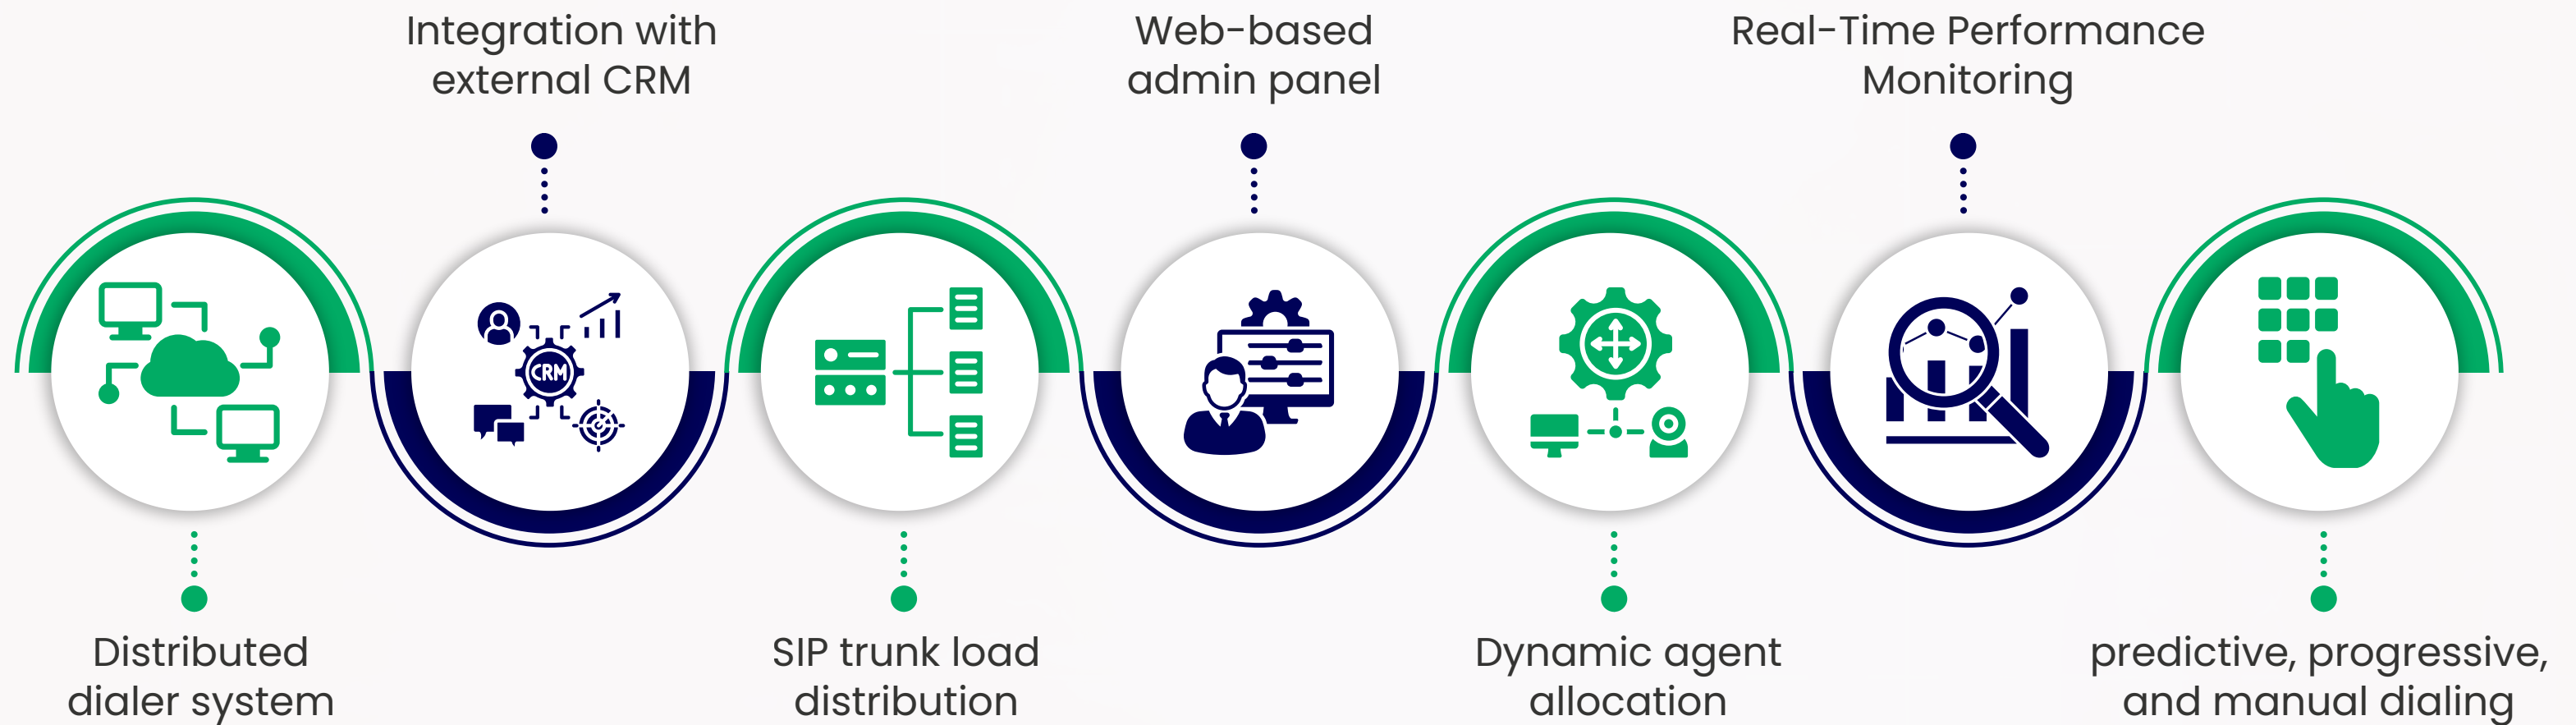 Integration with
external CRM
Web-based
admin panel
Real-Time Performance
Monitoring
CRM
Distributed
dialer system
SIP trunk load
distribution
Dynamic agent
allocation
predictive, progressive,
and manual dialing